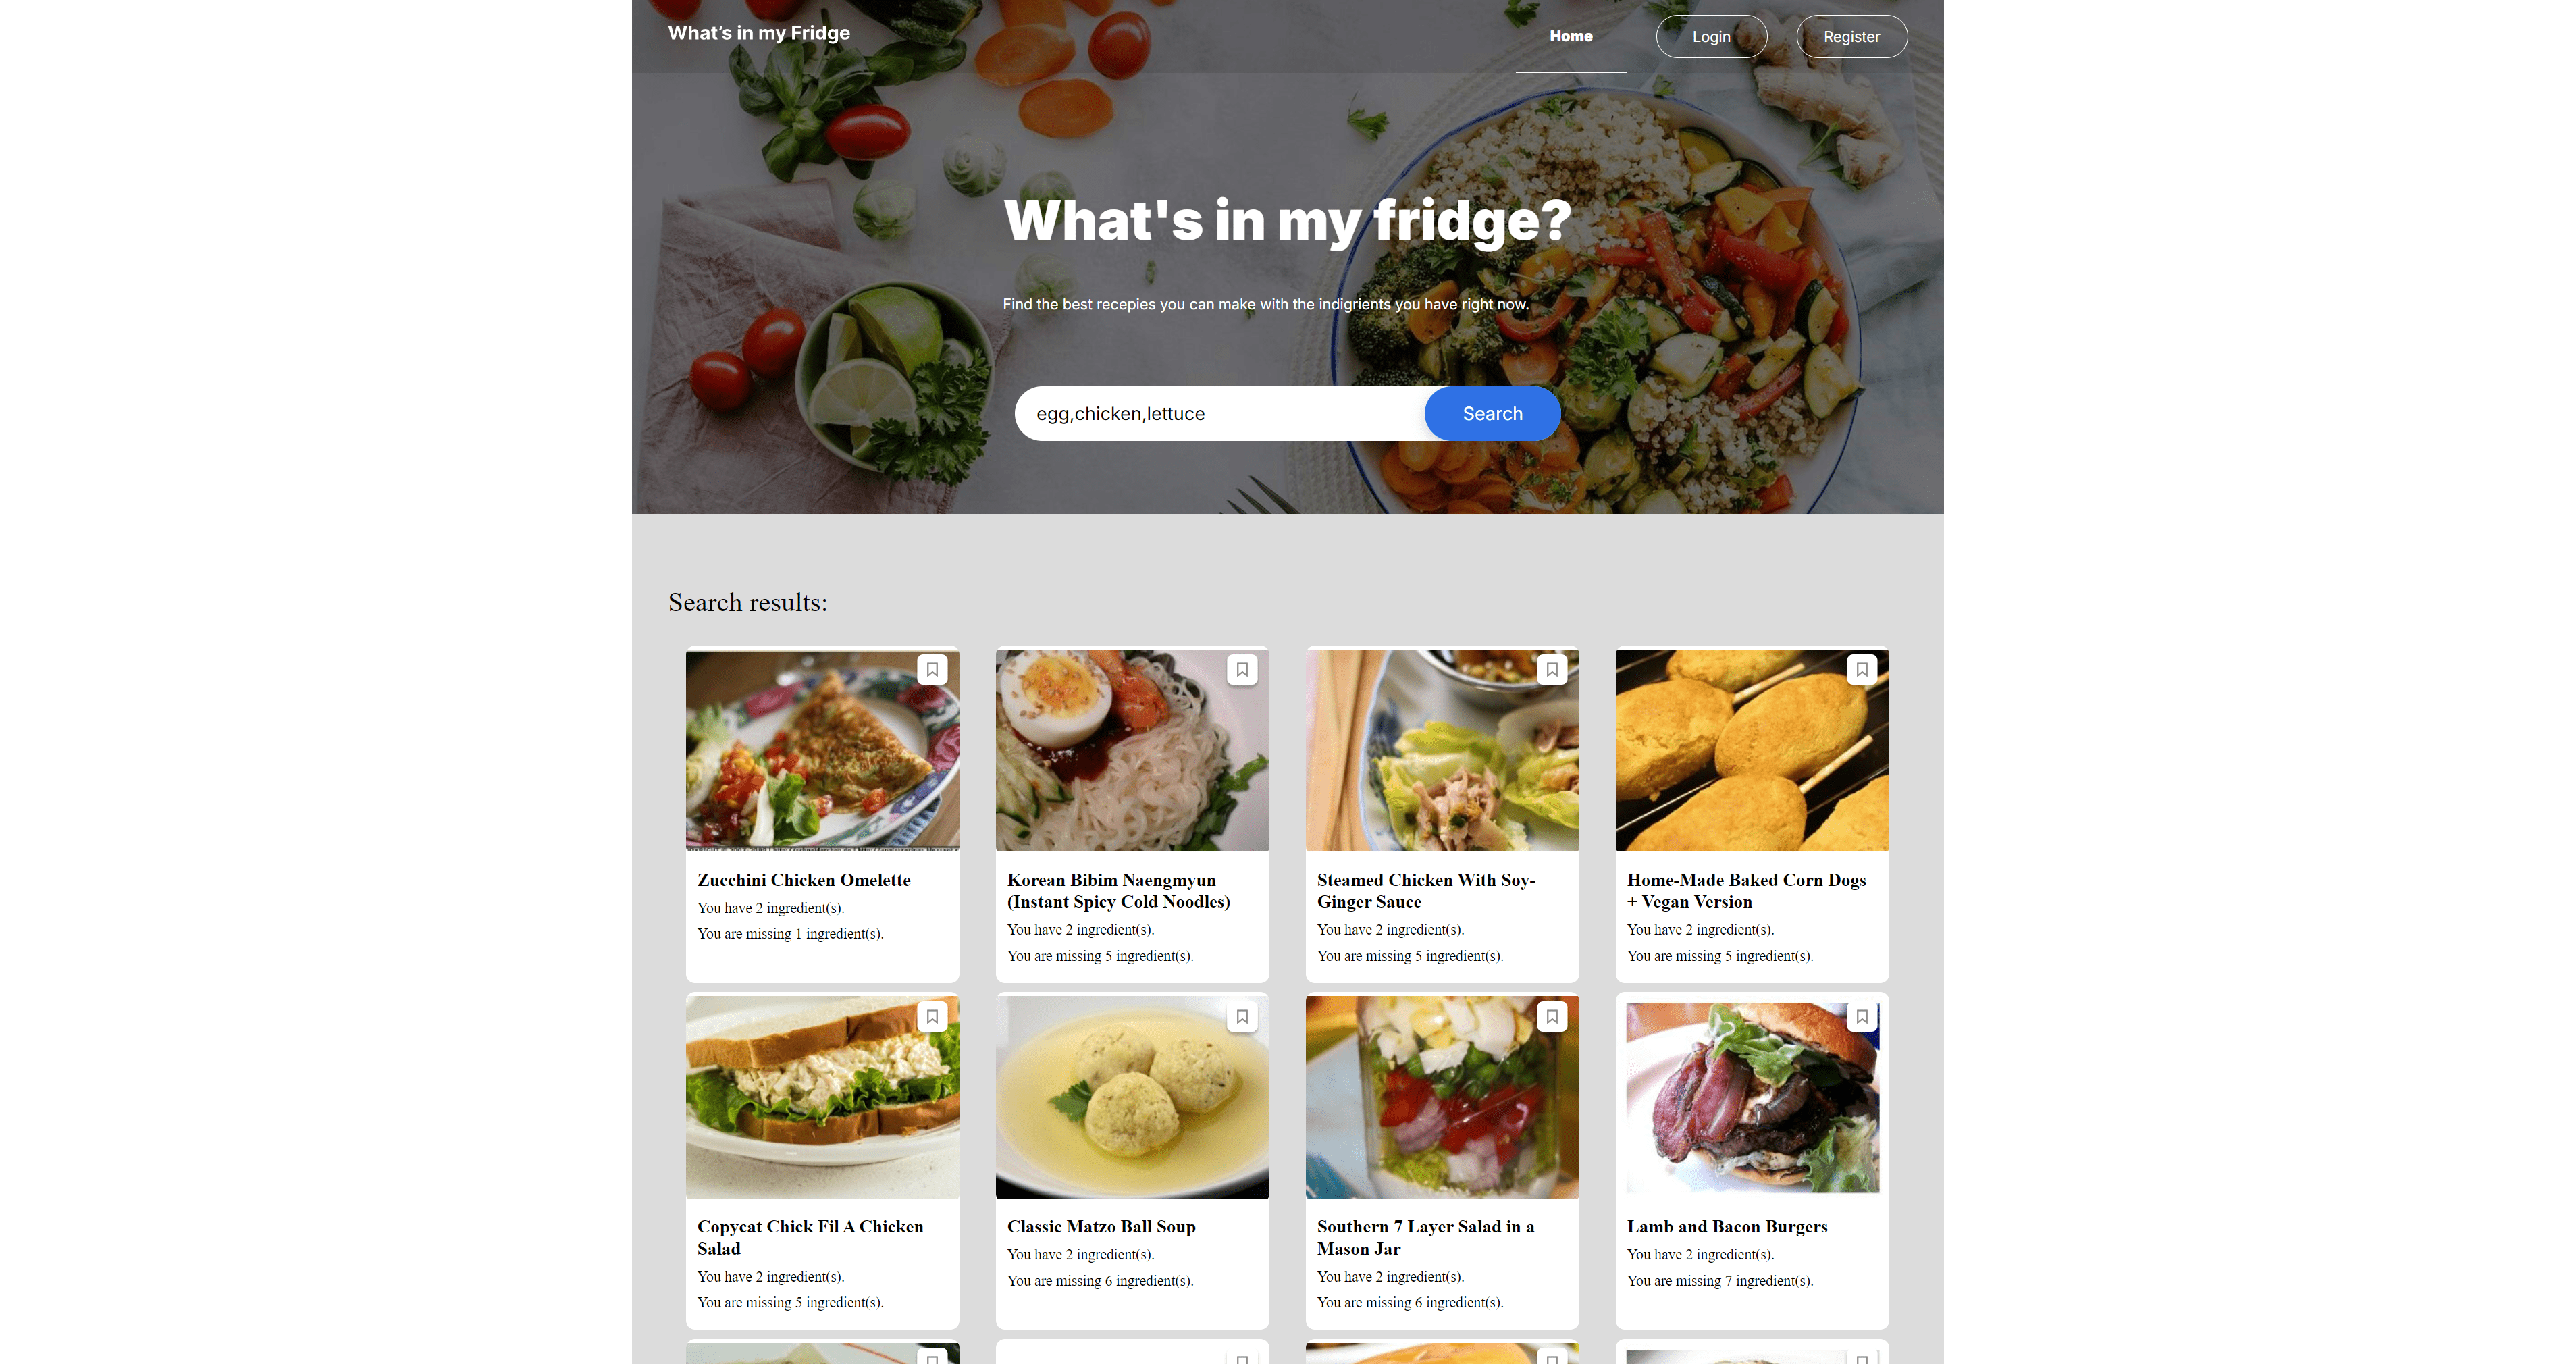 What’s in my Fridge
Home
Login
Register
What's in my fridge?
Find the best recepies you can make with the indigrients you have right now.
egg,chicken,lettuce
Search
Search results:
Zucchini Chicken Omelette
You have 2 ingredient(s).
You are missing 1 ingredient(s).
Korean Bibim Naengmyun
(Instant Spicy Cold Noodles)
You have 2 ingredient(s).
You are missing 5 ingredient(s).
Steamed Chicken With Soy-
Ginger Sauce
You have 2 ingredient(s).
You are missing 5 ingredient(s).
Home-Made Baked Corn Dogs
+ Vegan Version
You have 2 ingredient(s).
You are missing 5 ingredient(s).
Copycat Chick Fil A Chicken
Salad
You have 2 ingredient(s).
You are missing 5 ingredient(s).
Classic Matzo Ball Soup
You have 2 ingredient(s).
You are missing 6 ingredient(s).
Southern 7 Layer Salad in a
Mason Jar
You have 2 ingredient(s).
You are missing 6 ingredient(s).
Lamb and Bacon Burgers
You have 2 ingredient(s).
You are missing 7 ingredient(s).